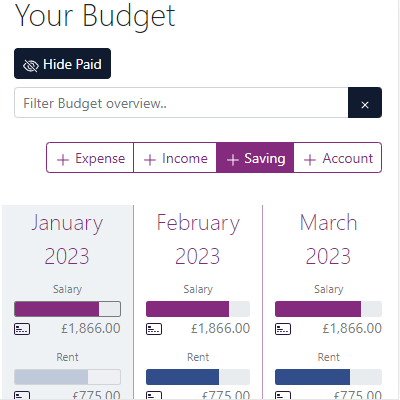 Your Budget
Hide Paid
Filter Budget overview..
×
+ Expense + Income + Saving + Account
January 2023
February 2023
March 2023
Salary Salary Salary
£1,866.00 £1,866.00 £1,866.00
Rent Rent Rent
£775.00 £775.00 £775.00